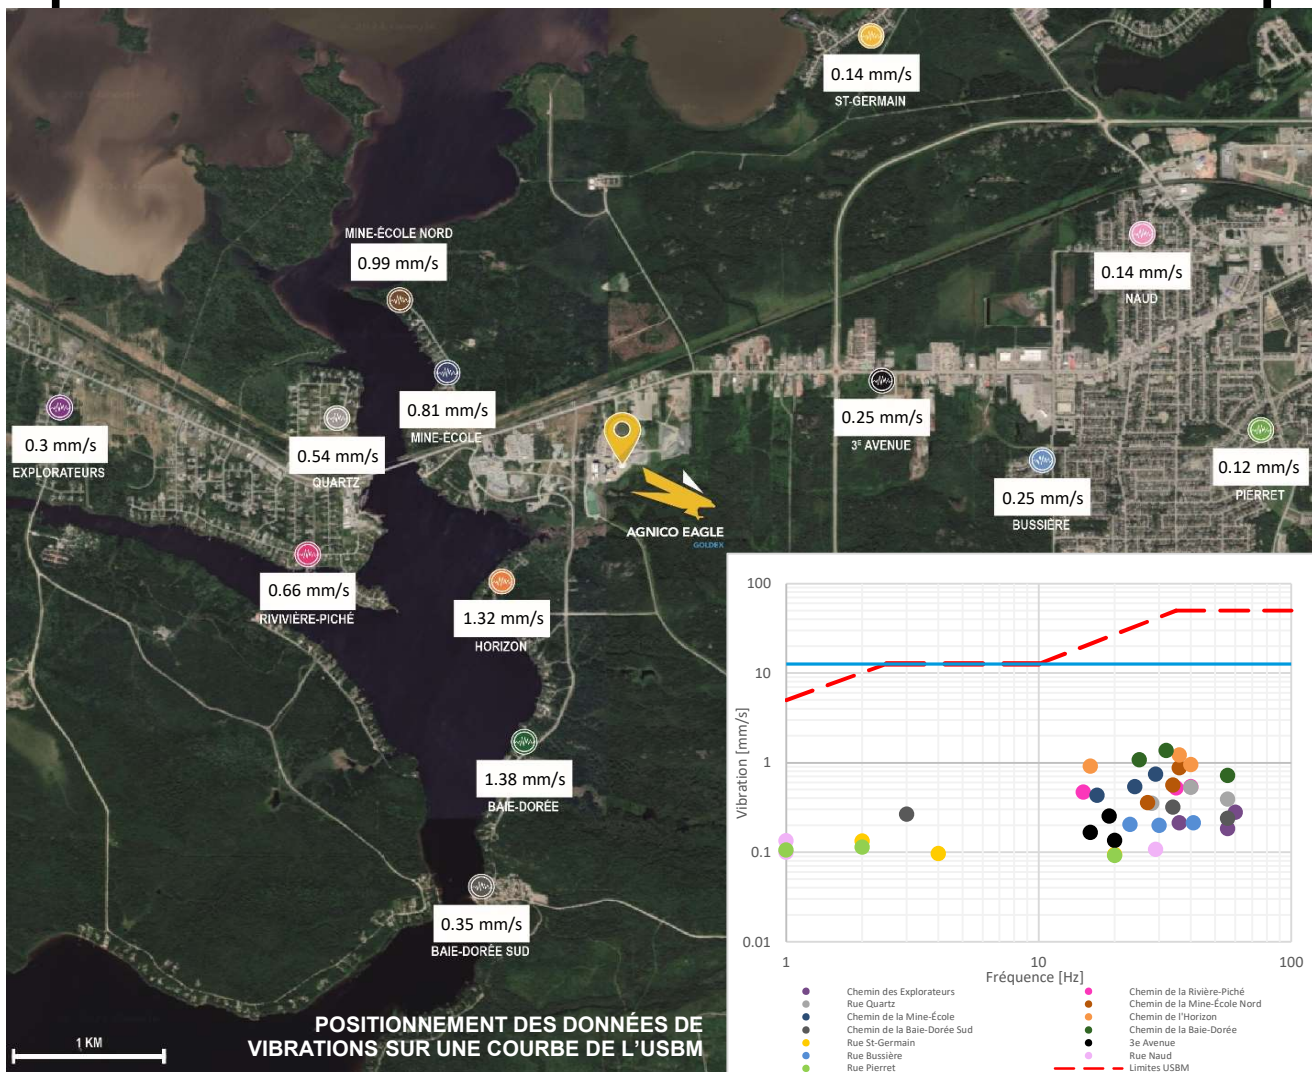 0.14 mm/s
ST-GERMAIN
MINE-ÉCOLE NORD
0.99 mm/s
0.14 mm/s
NAUD
0.81 mm/s
MINE-ÉCOLE
0.3 mm/s
EXPLORATEURS
0.54 mm/s
QUARTZ
0.25 mm/s
3E AVENUE
0.12 mm/s
PIERRET
0.25 mm/s
BUSSIÈRE
AGNICO EAGLE
GOLDEX
0.66 mm/s
RIVIVIÈRE-PICHÉ
1.32 mm/s
HORIZON
1.38 mm/s
BAIE-DORÉE
0.35 mm/s
BAIE-DORÉE SUD
POSITIONNEMENT DES DONNÉES DE
VIBRATIONS SUR UNE COURBE DE L'USBM
1 KM
100
10
1
0.1
0.01
Vibration [mm/s]
1
10
100
Fréquence [Hz]
Chemin des Explorateurs
Chemin de la Rivière-Piché
Rue Quartz
Chemin de la Mine-École Nord
Chemin de la Mine-École
Chemin de l'Horizon
Chemin de la Baie-Dorée Sud
Chemin de la Baie-Dorée
Rue St-Germain
3e Avenue
Rue Bussière
Rue Naud
Rue Pierret
Limites USBM